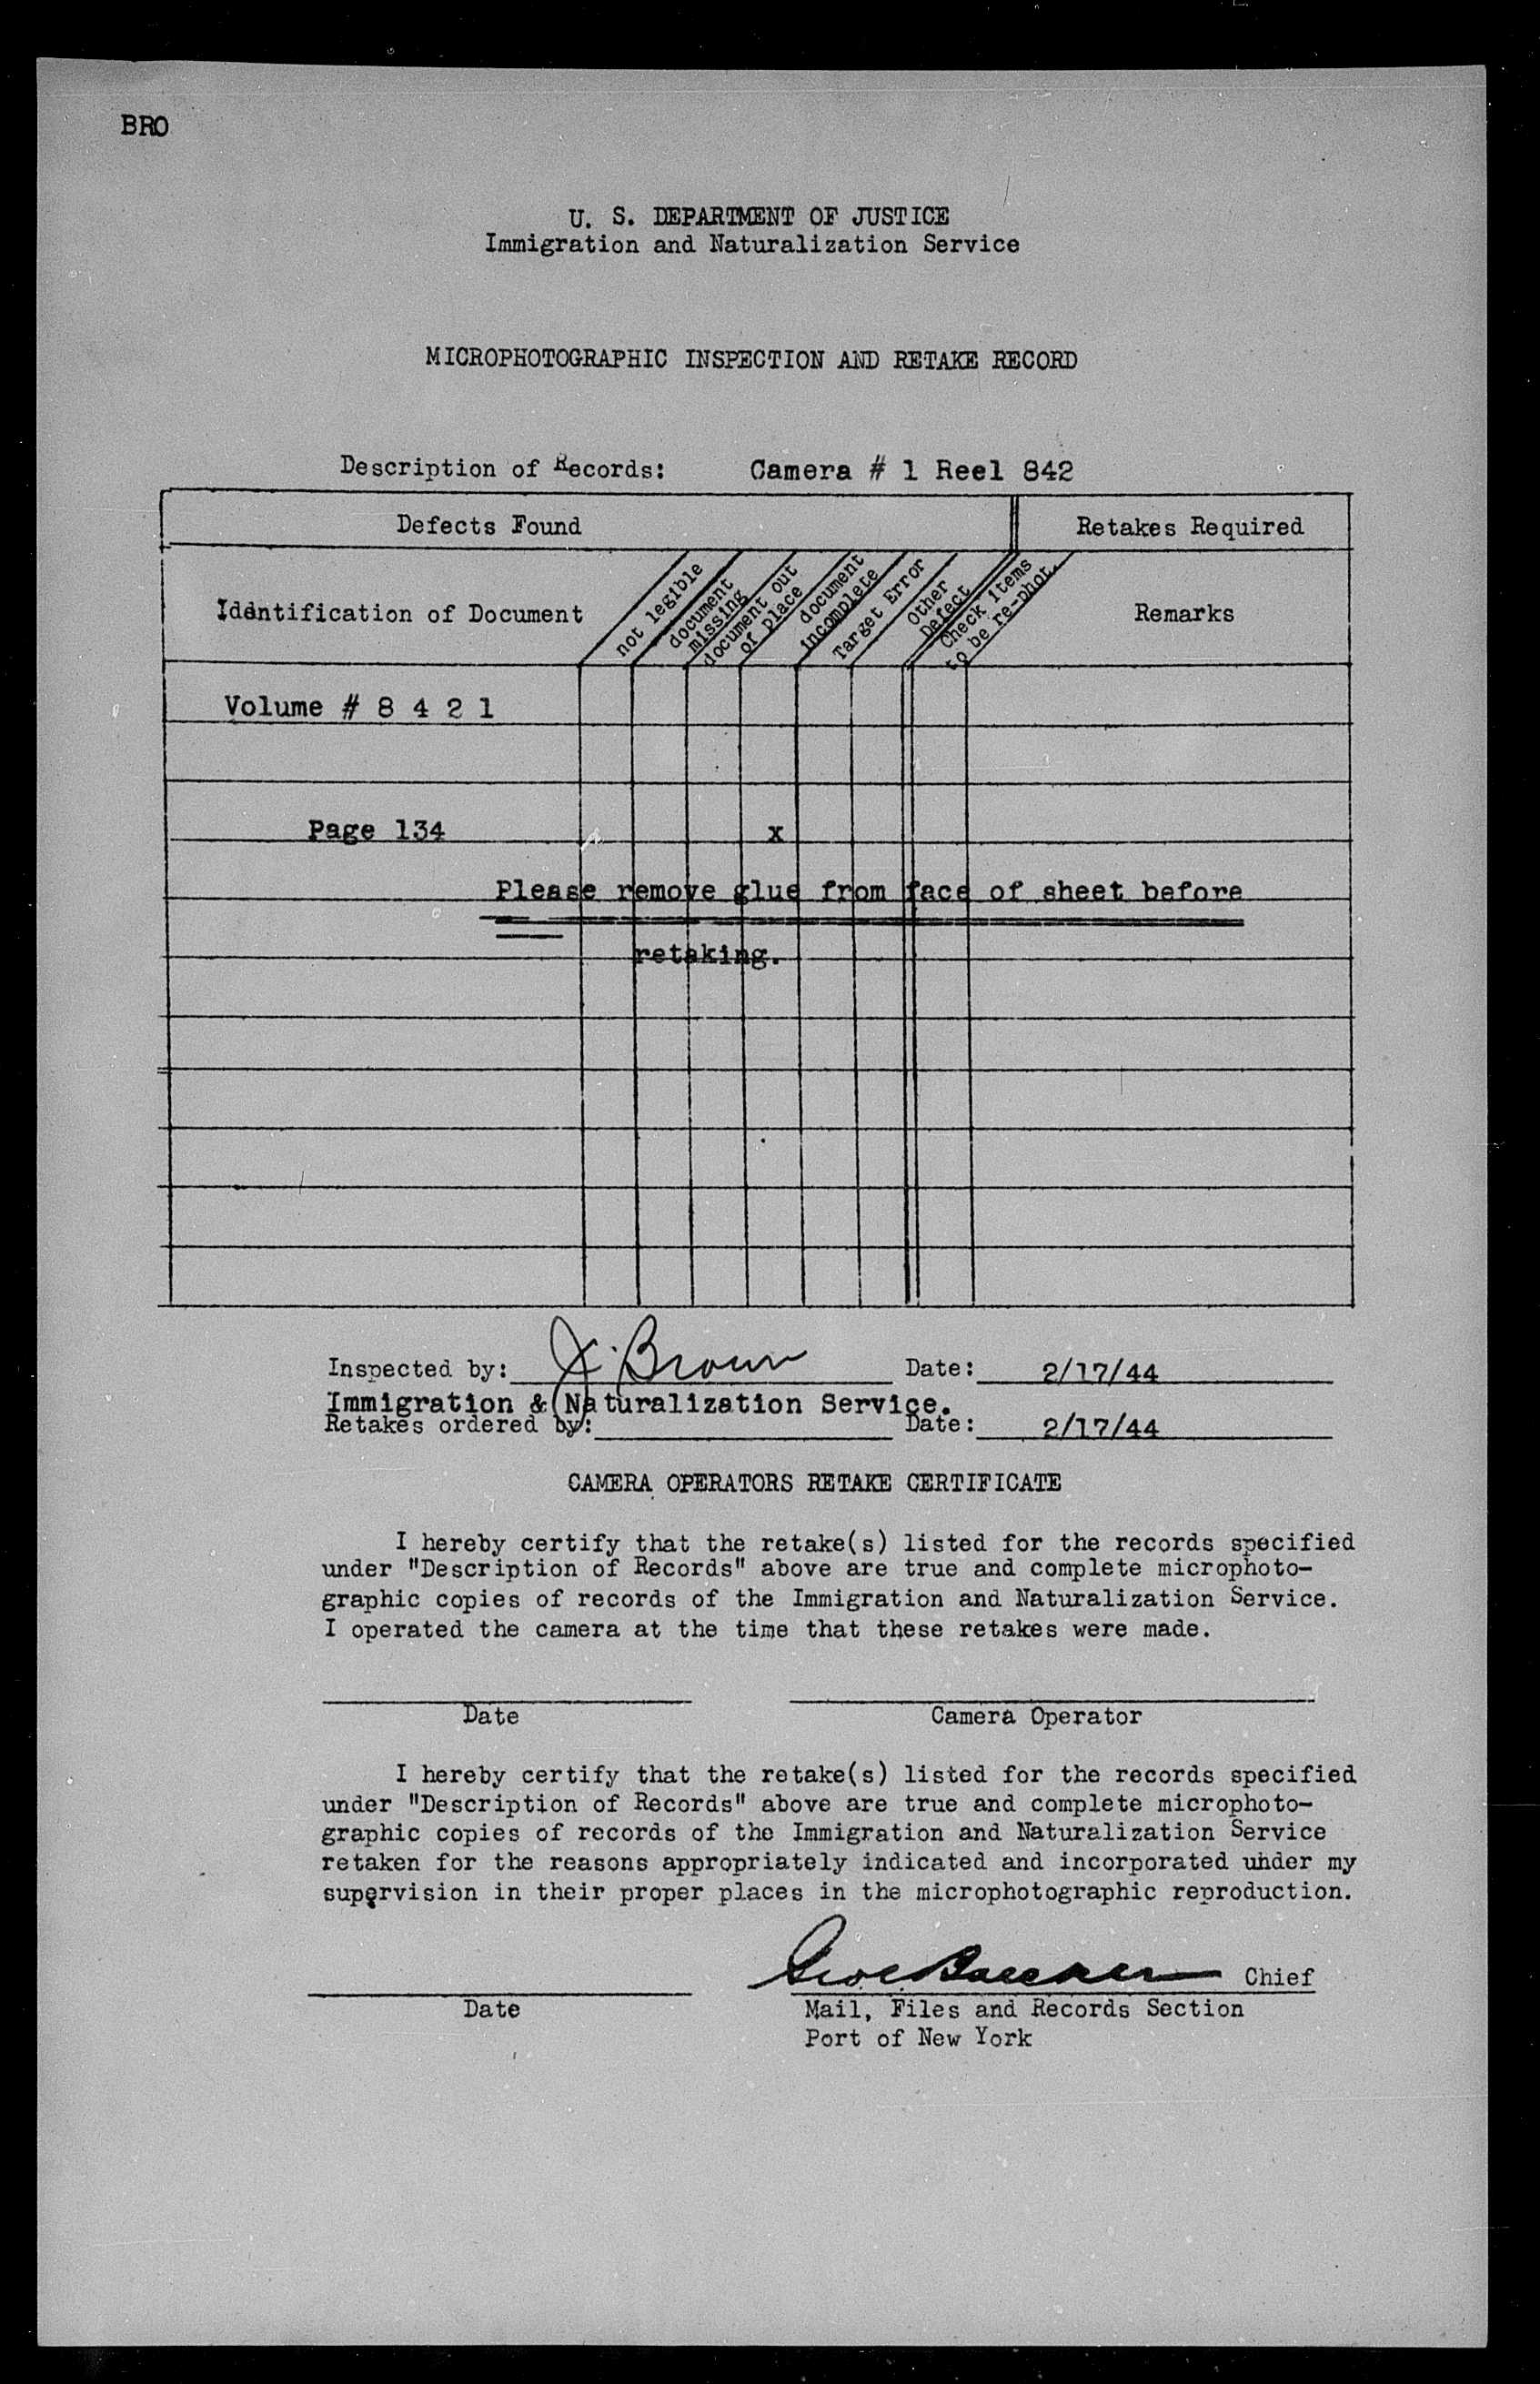 BRO
U. S. DEPARTMENT OF JUSTICE
Immigration and Naturalization Service
MICROPHOTOGRAPHIC INSPECTION AND RETAKE RECORD
Description of Records: Camera # 1 Reel 842
Defects Found
Retakes Required
Identification of Document
not legible
document
missing
document out
of place
document
incomplete
Target Error
Other
Defect
Check items
to be re-phot.
Remarks
Volume # 8 4 2 1
Page 134 x
Please remove glue from face of sheet before
retaking.
Inspected by: J. Brown Date: 2/17/44
Immigration & Naturalization Service.
Retakes ordered by: Date: 2/17/44
CAMERA OPERATORS RETAKE CERTIFICATE
I hereby certify that the retake(s) listed for the records specified
under "Description of Records" above are true and complete microphoto-
graphic copies of records of the Immigration and Naturalization Service.
I operated the camera at the time that these retakes were made.
Date Camera Operator
I hereby certify that the retake(s) listed for the records specified
under "Description of Records" above are true and complete microphoto-
graphic copies of records of the Immigration and Naturalization Service
retaken for the reasons appropriately indicated and incorporated under my
supervision in their proper places in the microphotographic reproduction.
Chief
Date Mail, Files and Records Section
Port of New York